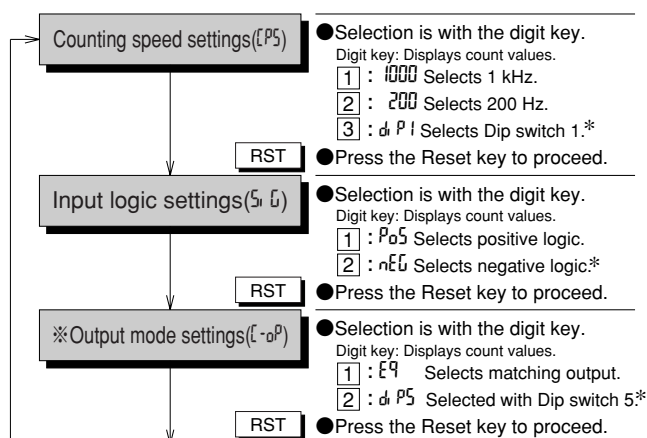 Counting speed settings(CPS)
●Selection is with the digit key.
Digit key: Displays count values.
1 : 1000 Selects 1 kHz.
2 : 200 Selects 200 Hz.
3 : diP1 Selects Dip switch 1.*
RST
●Press the Reset key to proceed.
Input logic settings(SiG)
●Selection is with the digit key.
Digit key: Displays count values.
1 : PoS Selects positive logic.
2 : nEG Selects negative logic.*
RST
●Press the Reset key to proceed.
※Output mode settings(C-oP)
●Selection is with the digit key.
Digit key: Displays count values.
1 : Eq Selects matching output.
2 : diPS Selected with Dip switch 5.*
RST
●Press the Reset key to proceed.